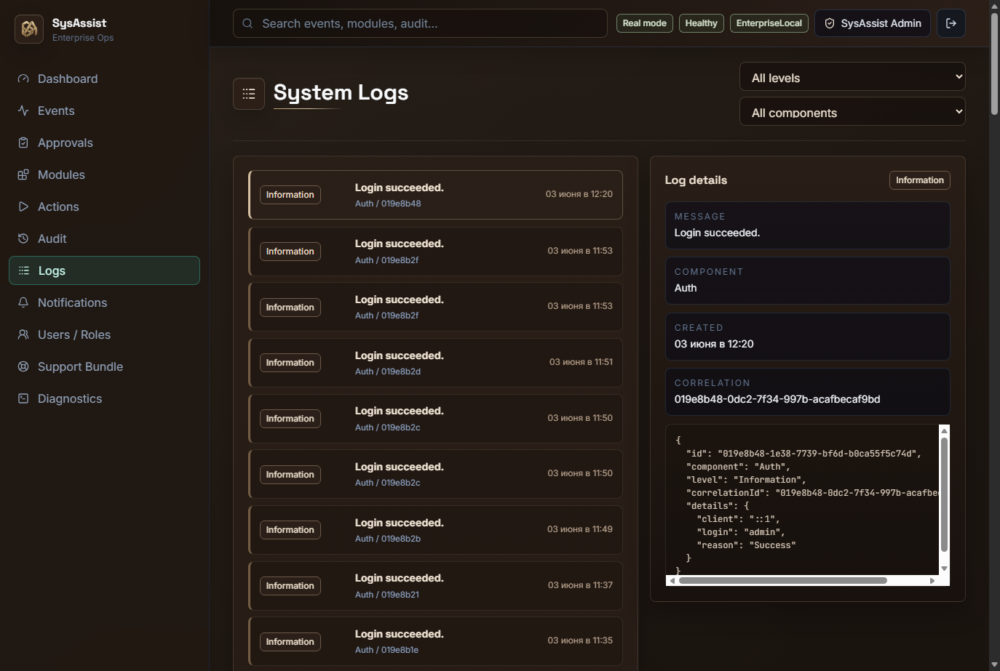 SysAssist
Enterprise Ops
Dashboard
Events
Approvals
Modules
Actions
Audit
Logs
Notifications
Users / Roles
Support Bundle
Diagnostics
Search events, modules, audit...
Real mode
Healthy
EnterpriseLocal
SysAssist Admin
System Logs
All levels
All components
Information
Login succeeded.
Auth / 019e8b48
03 июня в 12:20
Information
Login succeeded.
Auth / 019e8b2f
03 июня в 11:53
Information
Login succeeded.
Auth / 019e8b2f
03 июня в 11:53
Information
Login succeeded.
Auth / 019e8b2d
03 июня в 11:51
Information
Login succeeded.
Auth / 019e8b2c
03 июня в 11:50
Information
Login succeeded.
Auth / 019e8b2c
03 июня в 11:50
Information
Login succeeded.
Auth / 019e8b2b
03 июня в 11:49
Information
Login succeeded.
Auth / 019e8b21
03 июня в 11:37
Information
Login succeeded.
Auth / 019e8b1e
03 июня в 11:35
Log details
Information
MESSAGE
Login succeeded.
COMPONENT
Auth
CREATED
03 июня в 12:20
CORRELATION
019e8b48-0dc2-7f34-997b-acafbecaf9bd
{
"id": "019e8b48-1e38-7739-bf6d-b0ca55f5c74d",
"component": "Auth",
"level": "Information",
"correlationId": "019e8b48-0dc2-7f34-997b-acafbe
"details": {
"client": "::1",
"login": "admin",
"reason": "Success"
}
}